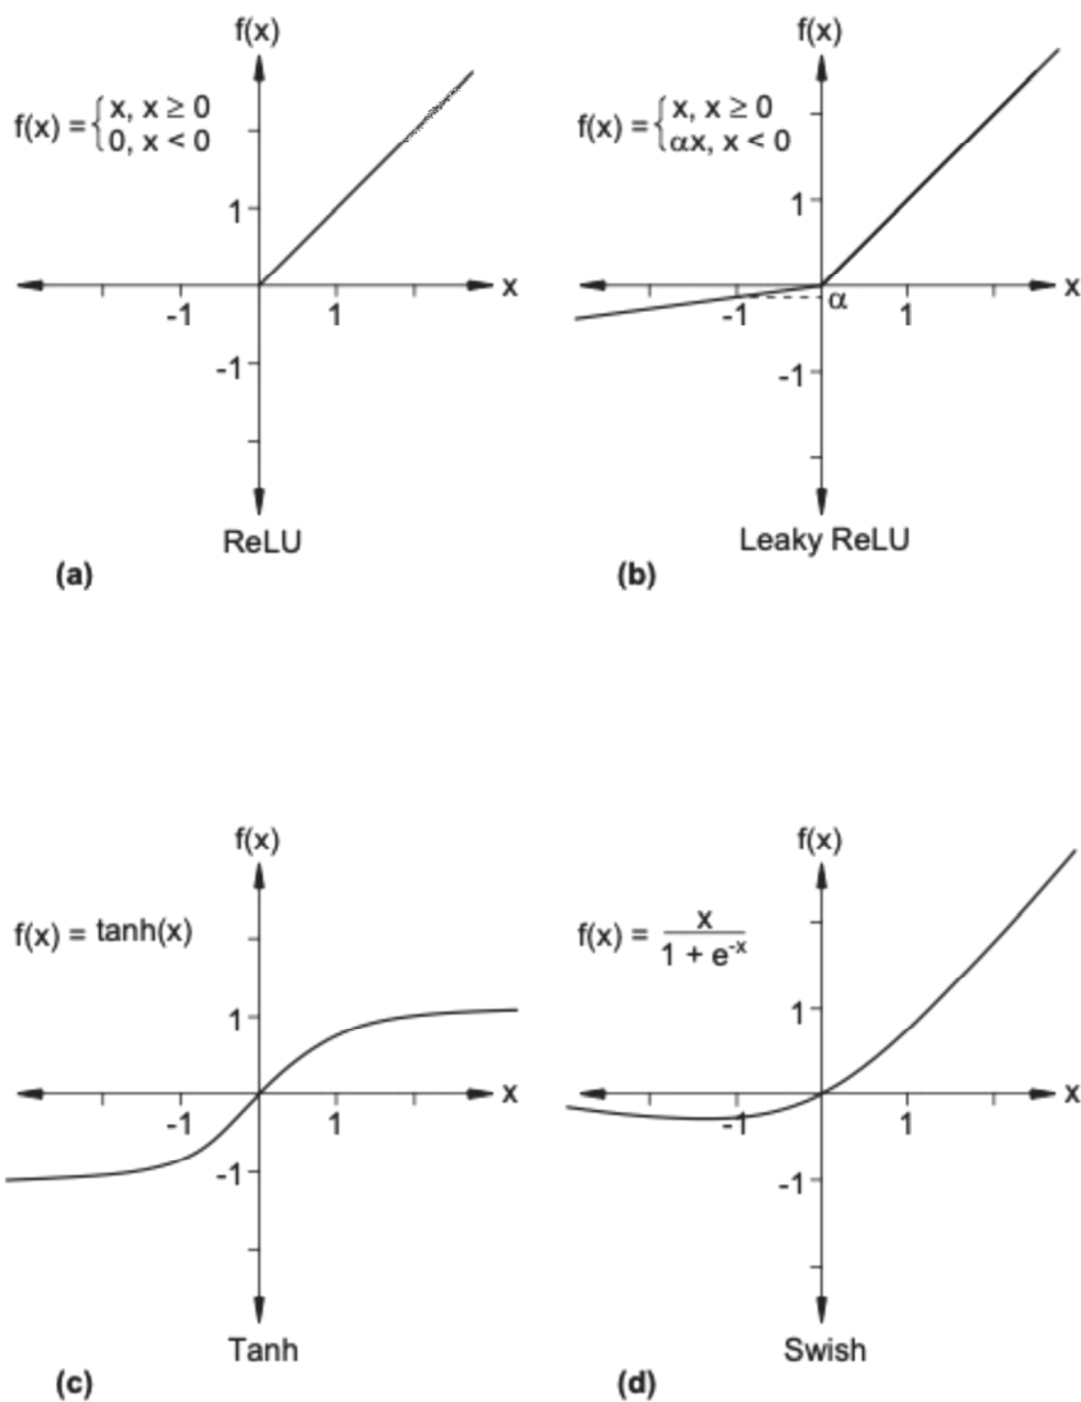 f(x)
f(x) = { x, x ≥ 0
0, x < 0
1
x
-1
1
-1
ReLU
(a)
f(x)
f(x) = { x, x ≥ 0
αx, x < 0
1
x
α
-1
1
-1
Leaky ReLU
(b)
f(x)
f(x) = tanh(x)
1
x
-1
1
-1
Tanh
(c)
f(x)
f(x) = x
1 + e^-x
1
x
-1
1
-1
Swish
(d)